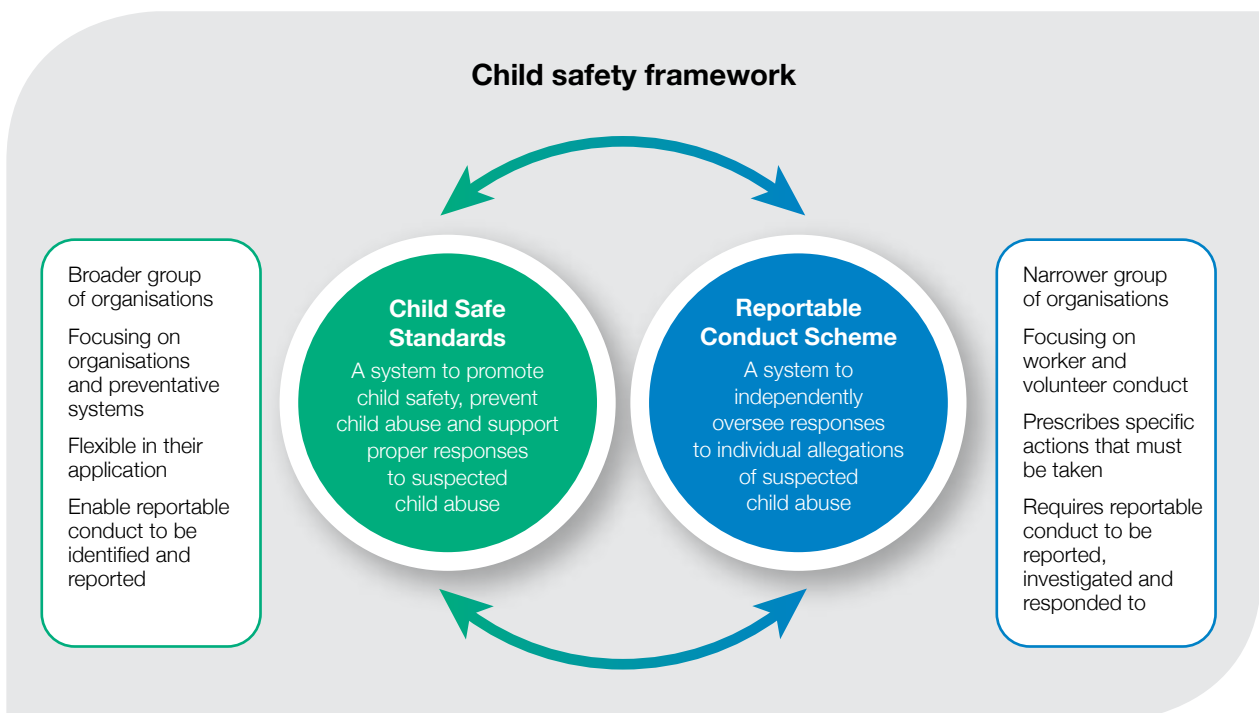 Child safety framework
Broader group
of organisations
Focusing on
organisations
and preventative
systems
Flexible in their
application
Enable reportable
conduct to be
identified and
reported
Child Safe
Standards
A system to promote
child safety, prevent
child abuse and support
proper responses
to suspected
child abuse
Reportable
Conduct Scheme
A system to
independently
oversee responses
to individual allegations
of suspected
child abuse
Narrower group
of organisations
Focusing on
worker and
volunteer conduct
Prescribes specific
actions that must
be taken
Requires reportable
conduct to be
reported,
investigated and
responded to